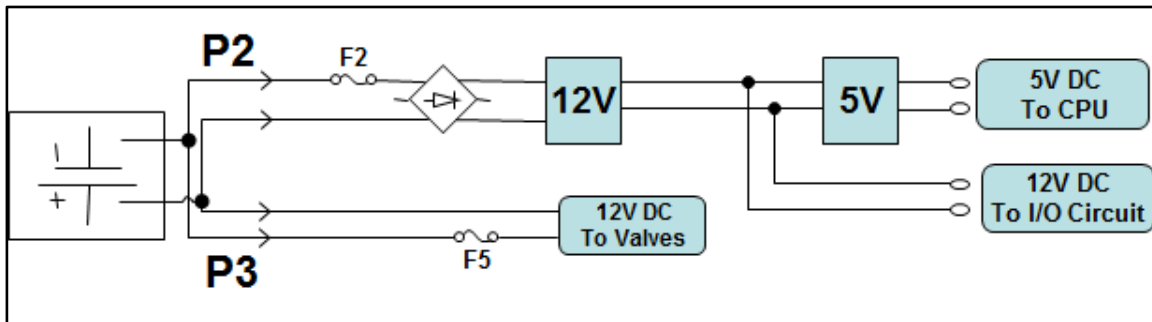 P2
F2
12V
5V
5V DC
To CPU
+
12V DC
To Valves
12V DC
To I/O Circuit
F5
P3